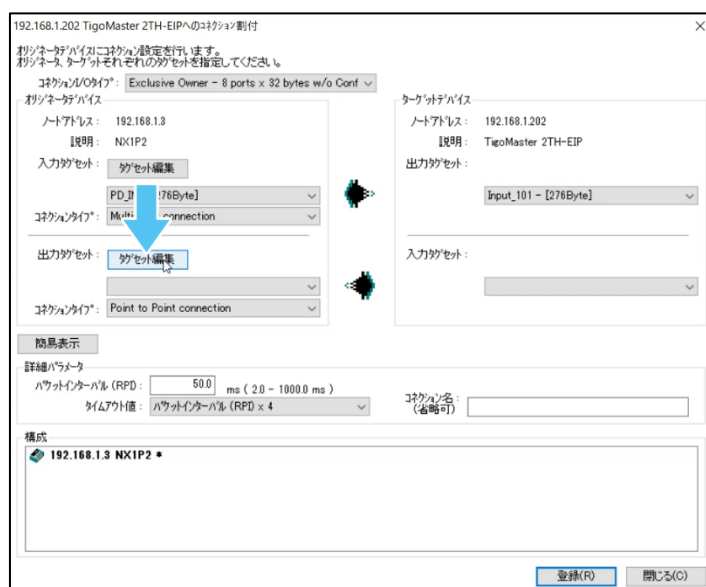 192.168.1.202 TigoMaster 2TH-EIPへのｺﾈｸｼｮﾝ割付
ｵﾘｼﾞﾈｰﾀﾃﾞﾊﾞｲｽにｺﾈｸｼｮﾝ設定を行います。
ｵﾘｼﾞﾈｰﾀ、ﾀｰｹﾞｯﾄそれぞれのﾀｸﾞｾｯﾄを指定してください。
ｺﾈｸｼｮﾝI/Oﾀｲﾌﾟ： Exclusive Owner - 8 ports x 32 bytes w/o Conf
ｵﾘｼﾞﾈｰﾀﾃﾞﾊﾞｲｽ
ﾉｰﾄﾞｱﾄﾞﾚｽ： 192.168.1.3
説明： NX1P2
入力ﾀｸﾞｾｯﾄ： ﾀｸﾞｾｯﾄ編集
276Byte]
ｺﾈｸｼｮﾝﾀｲﾌﾟ： connection
出力ﾀｸﾞｾｯﾄ： ﾀｸﾞｾｯﾄ編集
ｺﾈｸｼｮﾝﾀｲﾌﾟ： Point to Point connection
ﾀｰｹﾞｯﾄﾃﾞﾊﾞｲｽ
ﾉｰﾄﾞｱﾄﾞﾚｽ： 192.168.1.202
説明： TigoMaster 2TH-EIP
出力ﾀｸﾞｾｯﾄ：
Input_101 - [276Byte]
入力ﾀｸﾞｾｯﾄ：
簡易表示
詳細ﾊﾟﾗﾒｰﾀ
ﾊﾟｹｯﾄｲﾝﾀｰﾊﾞﾙ (RPI)： 50.0 ms ( 2.0 - 1000.0 ms )
ﾀｲﾑｱｳﾄ値： ﾊﾟｹｯﾄｲﾝﾀｰﾊﾞﾙ (RPI) x 4
ｺﾈｸｼｮﾝ名：
(省略可)
構成
192.168.1.3 NX1P2 *
登録(R) 閉じる(C)